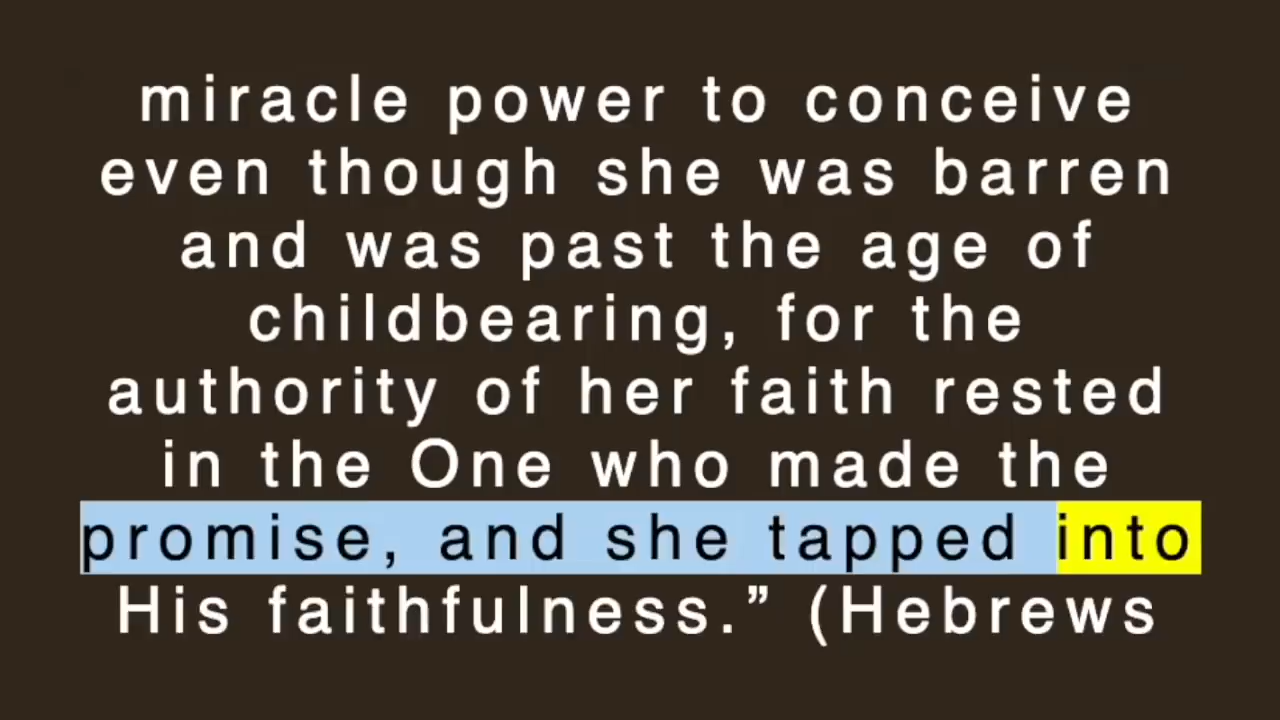 miracle power to conceive
even though she was barren
and was past the age of
childbearing, for the
authority of her faith rested
in the One who made the
promise, and she tapped into
His faithfulness.” (Hebrews